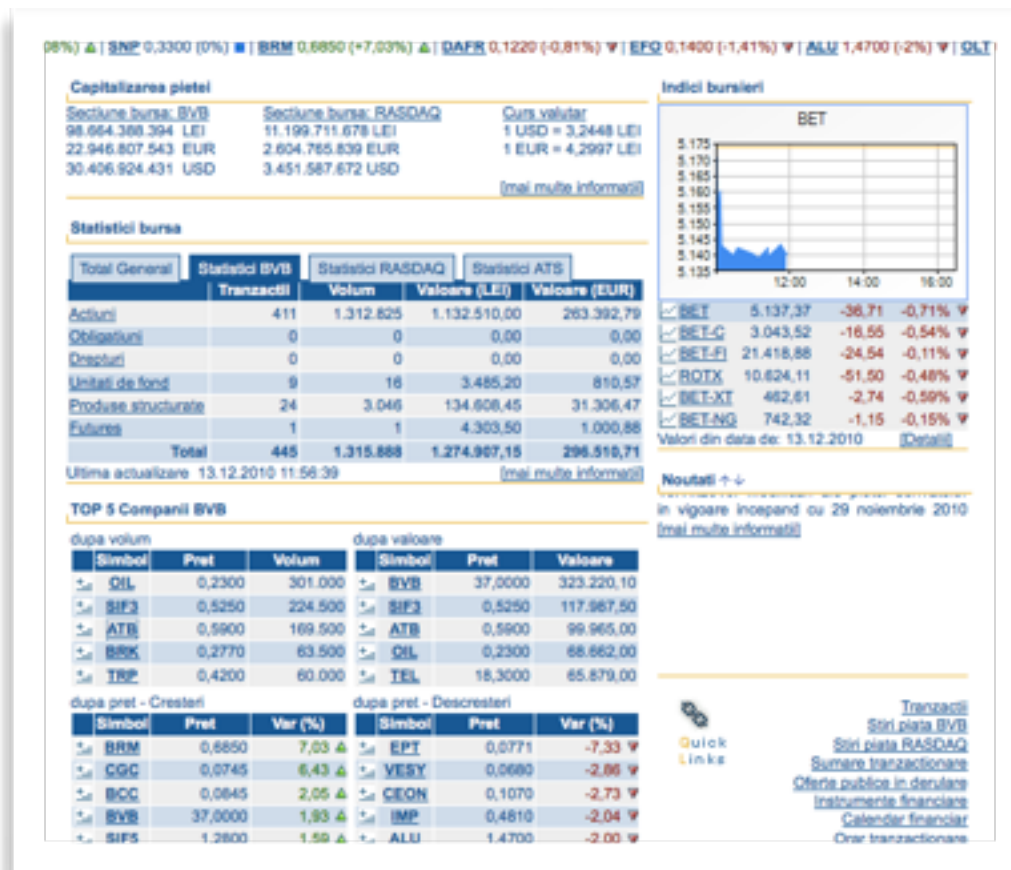 08%) | SNP 0,3300 (0%) | BRM 0,6850 (+7,03%) | DAFR 0,1220 (-0,81%) | EFO 0,1400 (-1,41%) | ALU 1,4700 (-2%) | OLT
Capitalizarea pietei
Sectiune bursa: BVB Sectiune bursa: RASDAQ Curs valutar
98.664.388.394 LEI 11.199.711.678 LEI 1 USD = 3,2448 LEI
22.946.807.543 EUR 2.604.765.839 EUR 1 EUR = 4,2997 LEI
30.406.924.431 USD 3.451.587.672 USD
[mai multe informatii]
Statistici bursa
Total General Statistici BVB Statistici RASDAQ Statistici ATS
Tranzactii Volum Valoare (LEI) Valoare (EUR)
Actiuni 411 1.312.825 1.132.510,00 263.392,79
Obligatiuni 0 0 0,00 0,00
Drepturi 0 0 0,00 0,00
Unitati de fond 9 16 3.485,20 810,57
Produse structurate 24 3.046 134.608,45 31.306,47
Futures 1 1 4.303,50 1.000,88
Total 445 1.315.888 1.274.907,15 296.510,71
Ultima actualizare 13.12.2010 11:56:39 [mai multe informatii]
TOP 5 Companii BVB
dupa volum
Simbol Pret Volum
OIL 0,2300 301.000
SIF3 0,5250 224.500
ATB 0,5900 169.500
BRK 0,2770 63.500
TRP 0,4200 60.000
dupa valoare
Simbol Pret Valoare
BVB 37,0000 323.220,10
SIF3 0,5250 117.987,50
ATB 0,5900 99.965,00
OIL 0,2300 68.662,00
TEL 18,3000 65.879,00
dupa pret - Cresteri
Simbol Pret Var (%)
BRM 0,6850 7,03
CGC 0,0745 6,43
BCC 0,0845 2,05
BVB 37,0000 1,93
SIF5 1,2800 1,59
dupa pret - Descresteri
Simbol Pret Var (%)
EPT 0,0771 -7,33
VESY 0,0680 -2,86
CEON 0,1070 -2,73
IMP 0,4810 -2,04
ALU 1,4700 -2,00
Indici bursieri
BET
5.175
5.170
5.165
5.160
5.155
5.150
5.145
5.140
5.135
12:00 14:00 16:00
BET 5.137,37 -36,71 -0,71%
BET-C 3.043,52 -16,55 -0,54%
BET-FI 21.418,88 -24,54 -0,11%
ROTX 10.624,11 -51,50 -0,48%
BET-XT 462,61 -2,74 -0,59%
BET-NG 742,32 -1,15 -0,15%
Valori din data de: 13.12.2010 [Detalii]
Noutati ↑↓
in vigoare incepand cu 29 noiembrie 2010
[mai multe informatii]
Quick
Links
Tranzactii
Stiri piata BVB
Stiri piata RASDAQ
Sumare tranzactionare
Oferte publice in derulare
Instrumente financiare
Calendar financiar
Orar tranzactionare